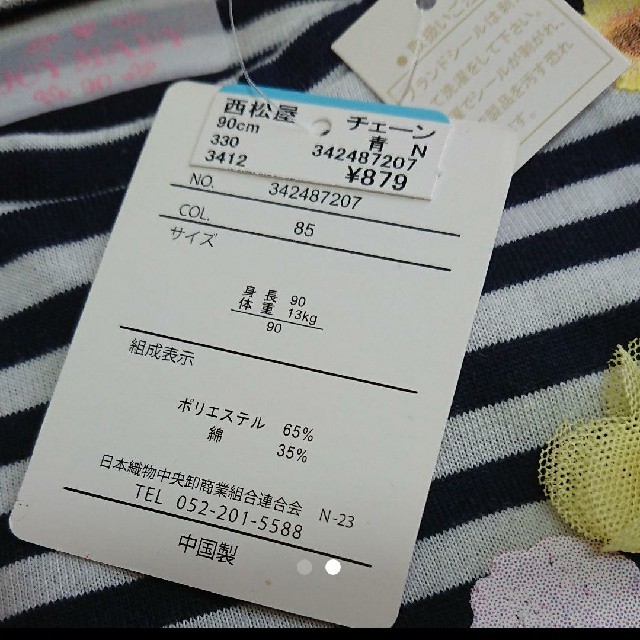 西松屋 チェーン
90cm 青 N
330 342487207
3412 ¥879
NO. 342487207
COL. 85
サイズ
身長 90
体重 13kg
90
組成表示
ポリエステル 65%
綿 35%
日本織物中央卸商業組合連合会 N-23
TEL 052-201-5588
中国製